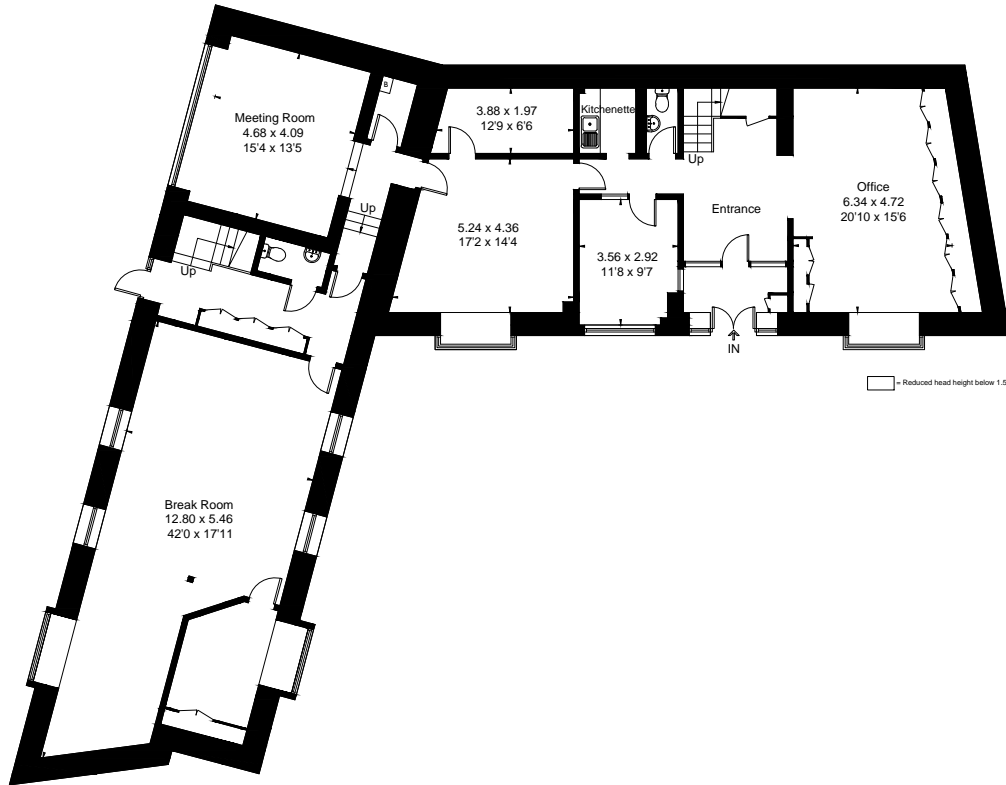 B
Meeting Room
4.68 x 4.09
15'4 x 13'5
3.88 x 1.97
12'9 x 6'6
Kitchenette
Up
Office
6.34 x 4.72
20'10 x 15'6
Entrance
Up
5.24 x 4.36
17'2 x 14'4
3.56 x 2.92
11'8 x 9'7
Up
IN
= Reduced head height below 1.5
Break Room
12.80 x 5.46
42'0 x 17'11